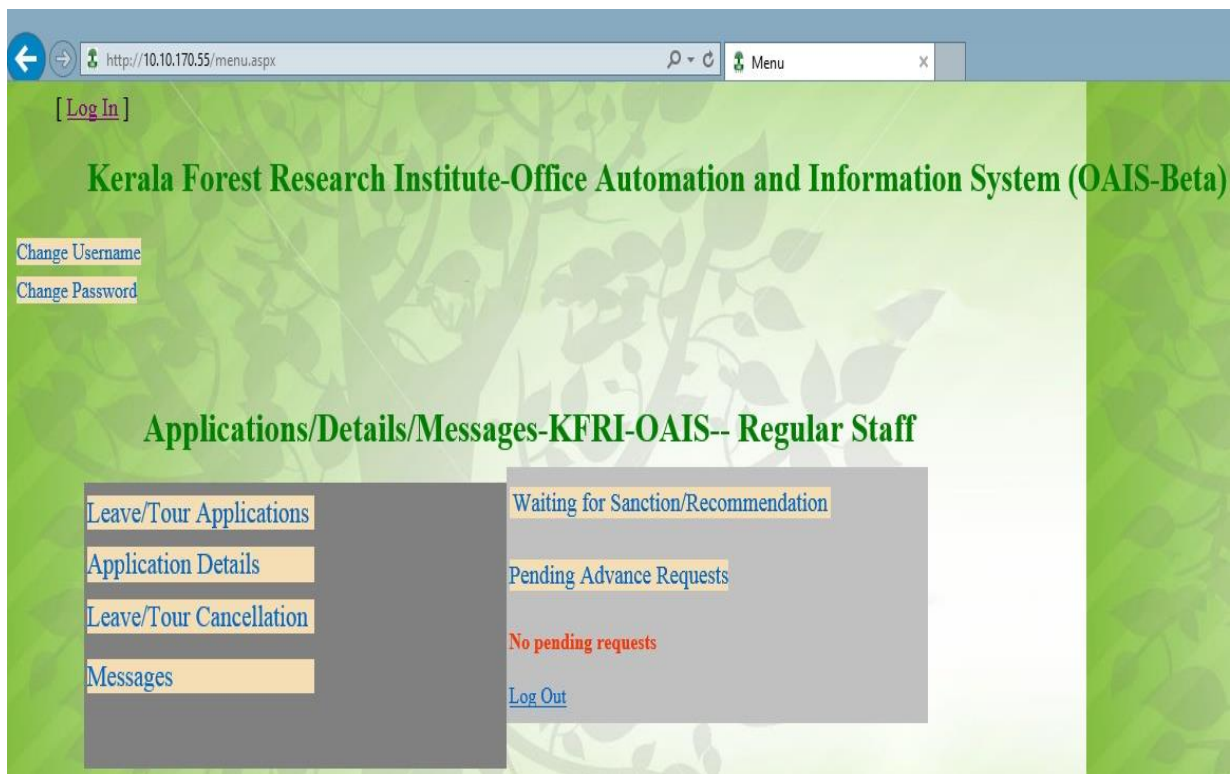 http://10.10.170.55/menu.aspx
Menu
[ Log In ]
Kerala Forest Research Institute-Office Automation and Information System (OAIS-Beta)
Change Username
Change Password
Applications/Details/Messages-KFRI-OAIS-- Regular Staff
Leave/Tour Applications
Application Details
Leave/Tour Cancellation
Messages
Waiting for Sanction/Recommendation
Pending Advance Requests
No pending requests
Log Out